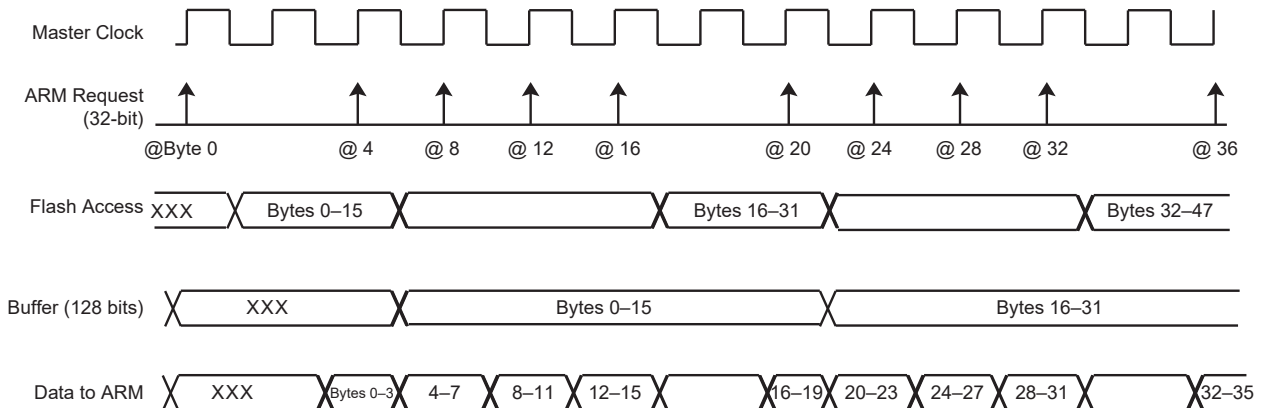 Master Clock
ARM Request
(32-bit)
@Byte 0 @ 4 @ 8 @ 12 @ 16 @ 20 @ 24 @ 28 @ 32 @ 36
Flash Access XXX Bytes 0–15 Bytes 16–31 Bytes 32–47
Buffer (128 bits) XXX Bytes 0–15 Bytes 16–31
Data to ARM XXX Bytes 0–3 4–7 8–11 12–15 16–19 20–23 24–27 28–31 32–35